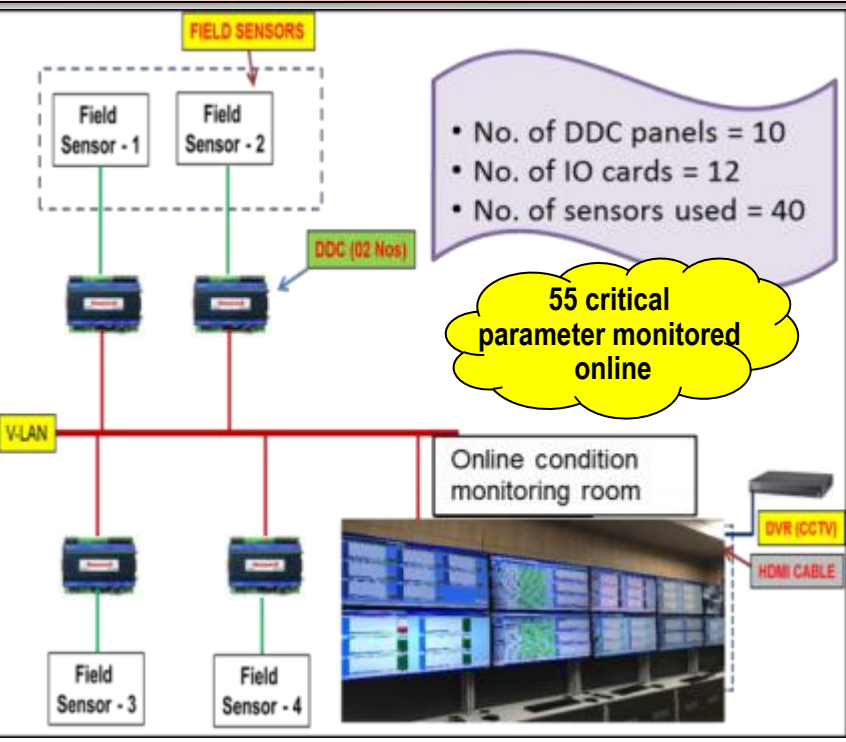 FIELD SENSORS
Field
Sensor - 1
Field
Sensor - 2
• No. of DDC panels = 10
• No. of IO cards = 12
• No. of sensors used = 40
DDC (02 Nos)
55 critical
parameter monitored
online
V-LAN
Online condition
monitoring room
DVR (CCTV)
HDMI CABLE
Field
Sensor - 3
Field
Sensor - 4